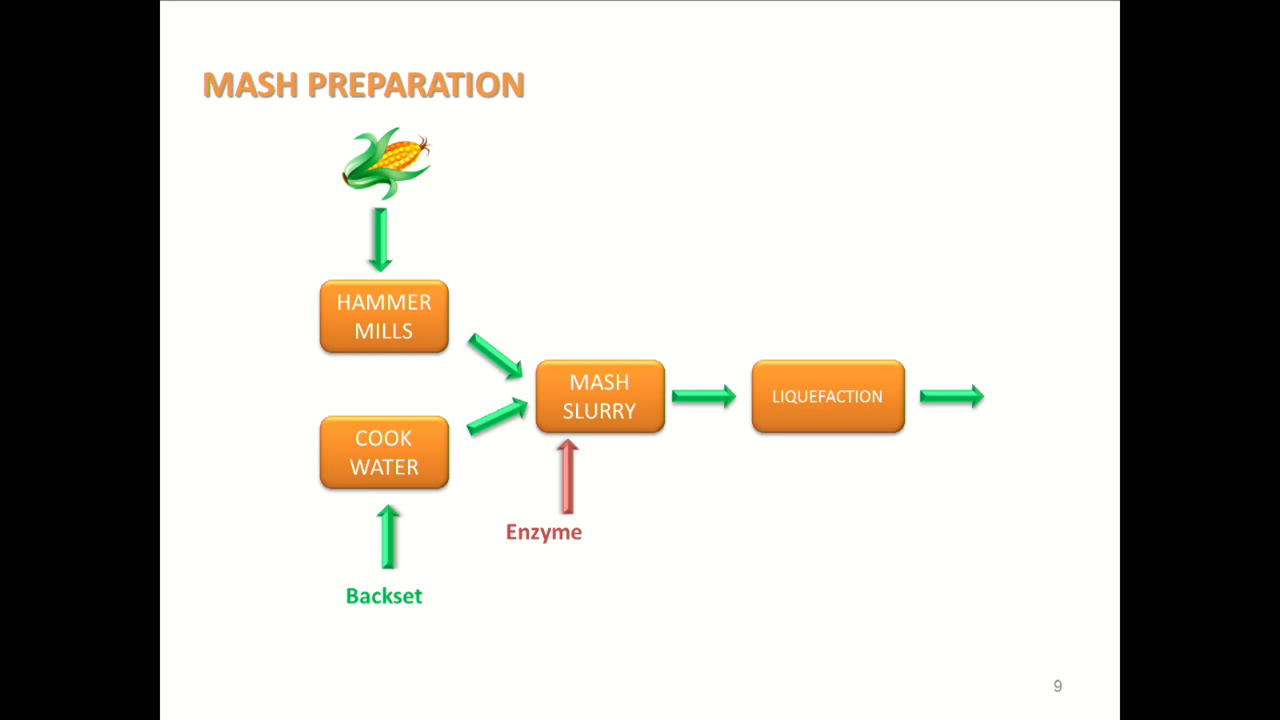 MASH PREPARATION
HAMMER
MILLS
MASH
SLURRY
LIQUEFACTION
COOK
WATER
Enzyme
Backset
9